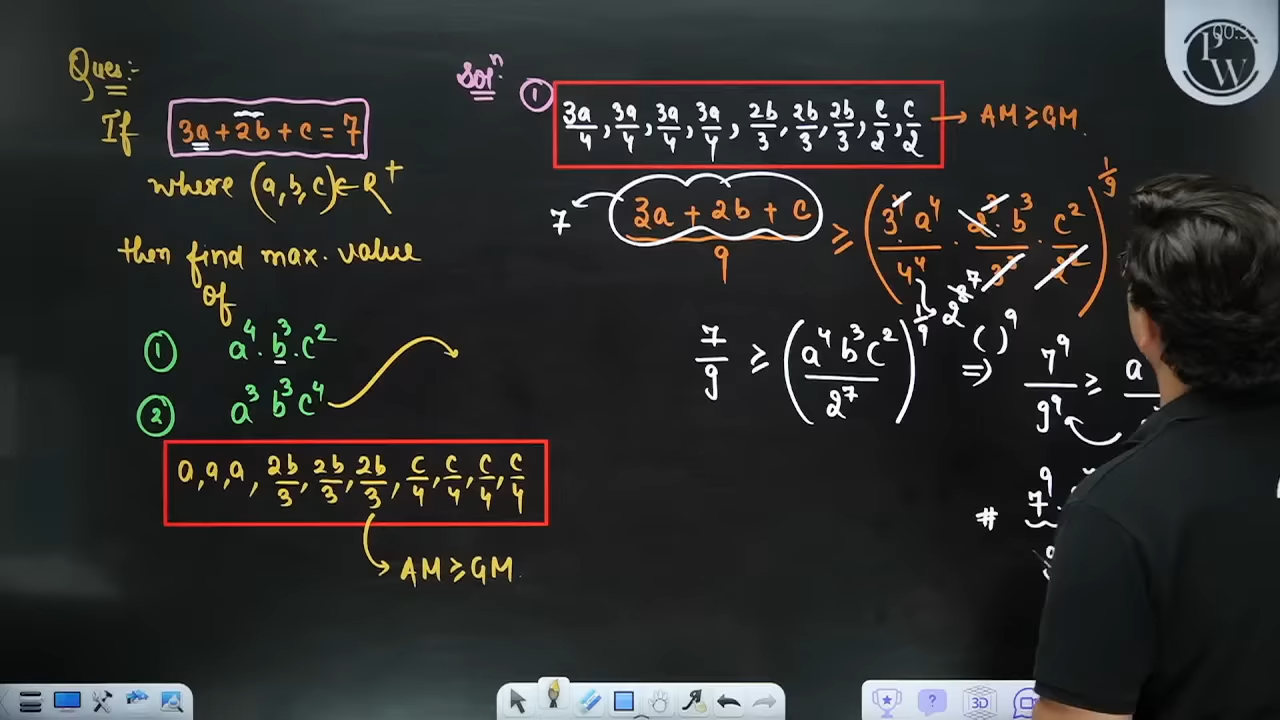 Ques:-
If 3a + 2b + c = 7
where (a, b, c) ∈ R⁺
then find max. value
of
① a⁴ · b³ · c²
② a³ b³ c⁴
a, a, a, 2b/3, 2b/3, 2b/3, c/4, c/4, c/4, c/4
AM ≥ GM
Solⁿ:
① 3a/4, 3a/4, 3a/4, 3a/4, 2b/3, 2b/3, 2b/3, c/2, c/2 → AM ≥ GM.
7 ← (3a + 2b + c)/9 ≥ (3⁴ a⁴/4⁴ · 2³ · b³/3³ · c²/2²)^(1/9)
7/9 ≥ (a⁴ b³ c²/2⁷)^(1/9) ( )⁹ ⇒ 7⁹/9⁹ ≥ a
# 7⁹
PW